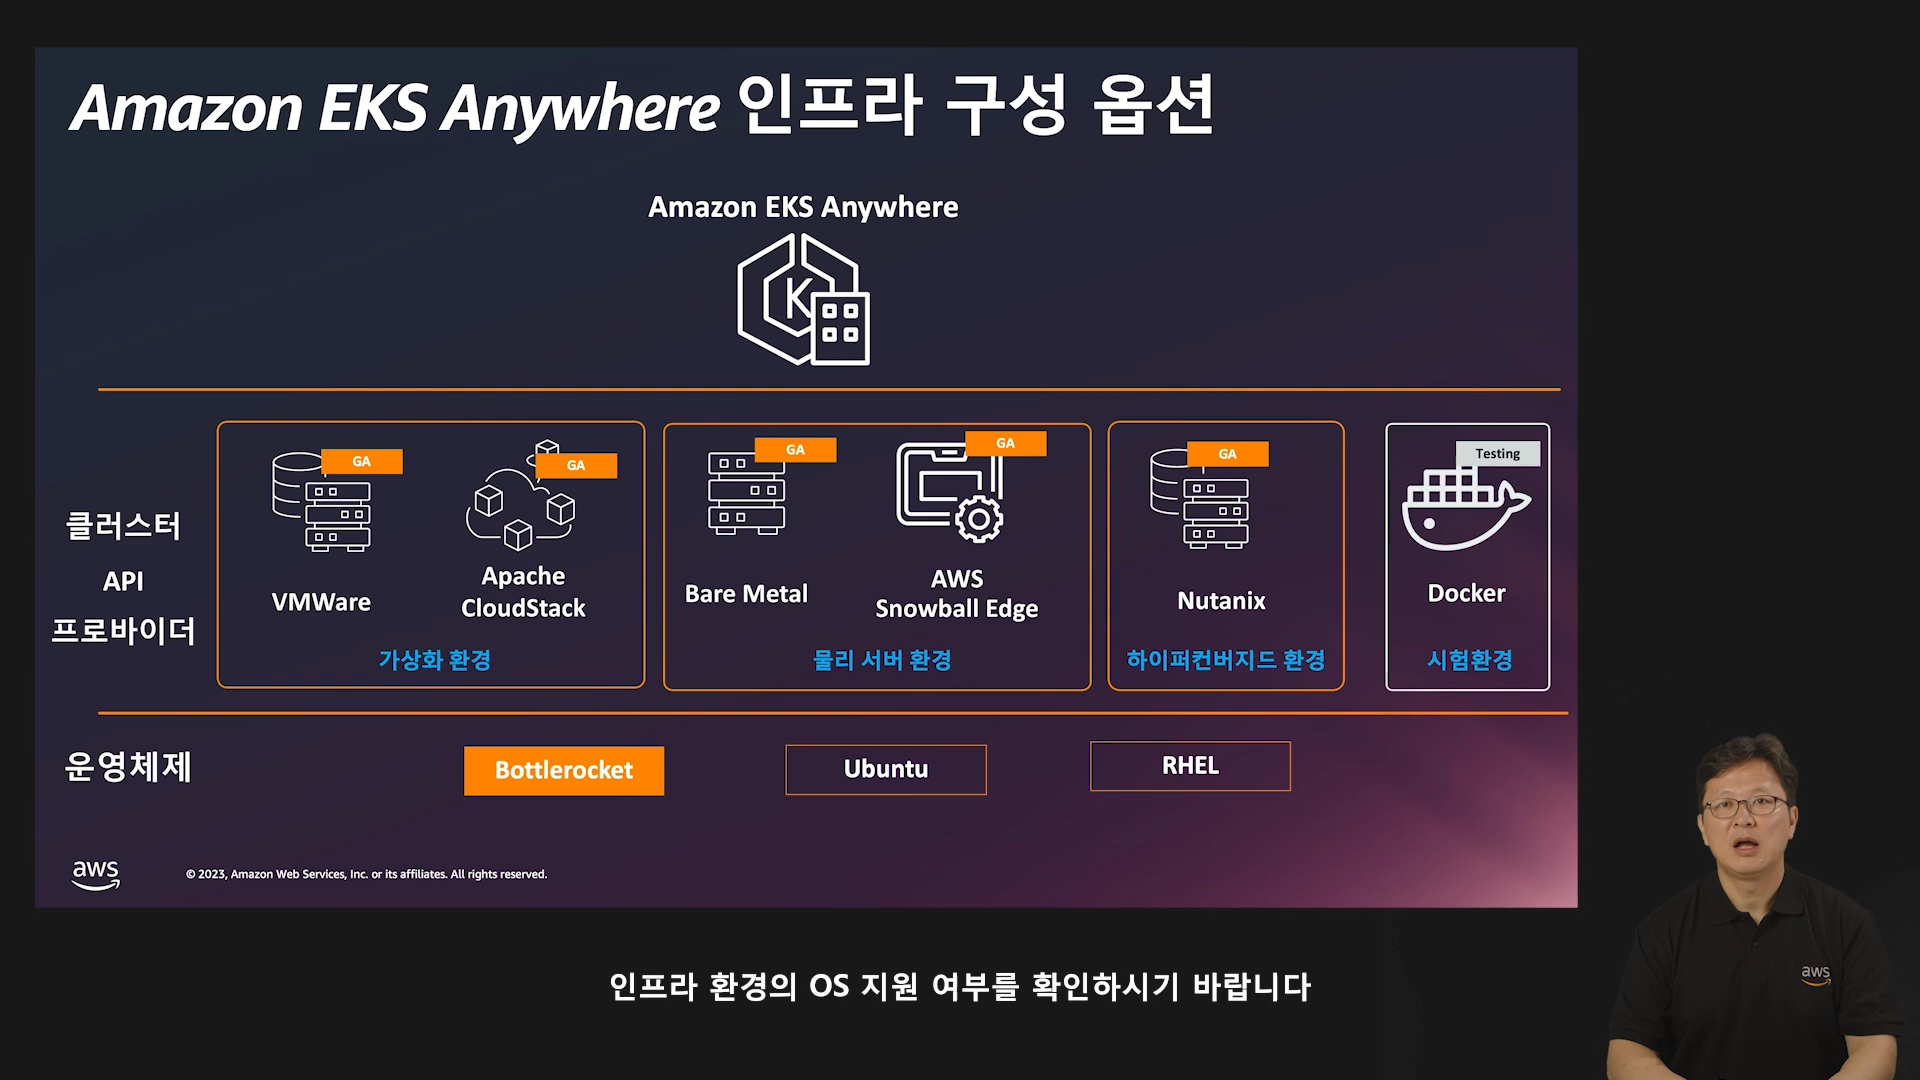 Amazon EKS Anywhere 인프라 구성 옵션
Amazon EKS Anywhere
K
클러스터
API
프로바이더
GA
VMWare
GA
Apache
CloudStack
가상화 환경
GA
Bare Metal
GA
AWS
Snowball Edge
물리 서버 환경
GA
Nutanix
하이퍼컨버지드 환경
Testing
Docker
시험환경
운영체제
Bottlerocket
Ubuntu
RHEL
aws
© 2023, Amazon Web Services, Inc. or its affiliates. All rights reserved.
aws
인프라 환경의 OS 지원 여부를 확인하시기 바랍니다